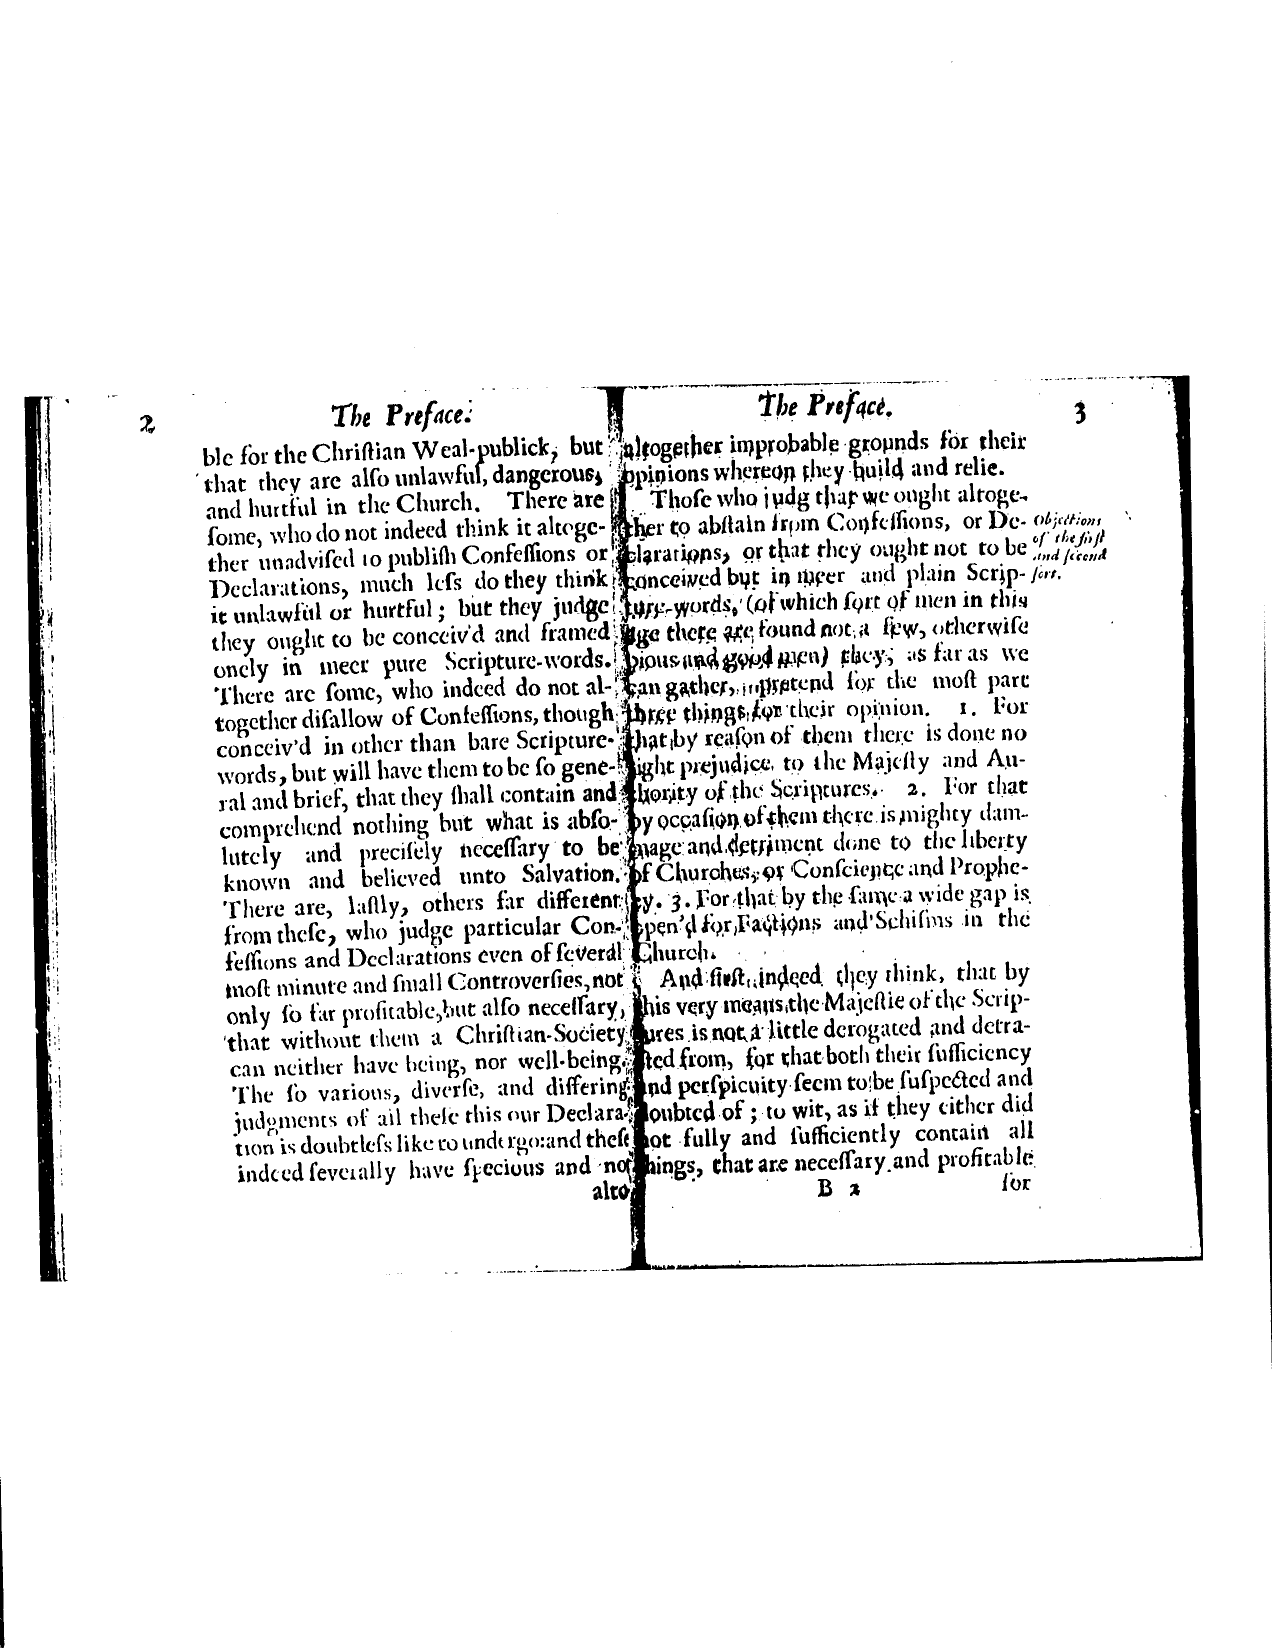 2
The Preface.
ble for the Chriſtian Weal-publick; but
that they are alſo unlawful, dangerous,
and hurtful in the Church. There are
ſome, who do not indeed think it altoge-
ther unadviſed to publiſh Confeſſions or
Declarations, much leſs do they think
it unlawful or hurtful; but they judge
they ought to be conceiv'd and framed
onely in meer pure Scripture-words.
There are ſome, who indeed do not al-
together diſallow of Confeſſions, though
conceiv'd in other than bare Scripture-
words, but will have them to be ſo gene-
ral and brief, that they ſhall contain and
comprehend nothing but what is abſo-
lutely and preciſely neceſſary to be
known and believed unto Salvation.
There are, laſtly, others far different
from theſe, who judge particular Con-
feſſions and Declarations even of ſeveral
moſt minute and ſmall Controverſies, not
only ſo far profitable, but alſo neceſſary,
that without them a Chriſtian-Society
can neither have being, nor well-being.
The ſo various, diverſe, and differing
judgments of all theſe this our Declara-
tion is doubtleſs like to undergo: and theſe
indeed ſeverally have ſpecious and not
alto-
The Preface.
3
altogether improbable grounds for their
opinions whereon they build and relie.
Thoſe who judg that we ought altoge-
ther to abſtain from Confeſſions, or De-
clarations, or that they ought not to be
conceived but in meer and plain Scrip-
ture-words, (of which ſort of men in this
age there are found not a few, otherwiſe
pious and good men) they, as far as we
can gather, pretend for the moſt part
three things for their opinion. 1. For
that by reaſon of them there is done no
light prejudice to the Majeſty and Au-
thority of the Scriptures. 2. For that
by occaſion of them there is mighty dam-
mage and detriment done to the liberty
of Churches, or Conſcience and Prophe-
cy. 3. For that by the ſame a wide gap is
open'd for Factions and Schiſms in the
Church.
And firſt indeed they think, that by
this very means the Majeſtie of the Scrip-
tures is not a little derogated and detra-
cted from, for that both their ſufficiency
and perſpicuity ſeem to be ſuſpected and
doubted of; to wit, as if they either did
not fully and ſufficiently contain all
things, that are neceſſary and profitable
B 2 for
Objections
of the firſt
and ſecond
ſort.